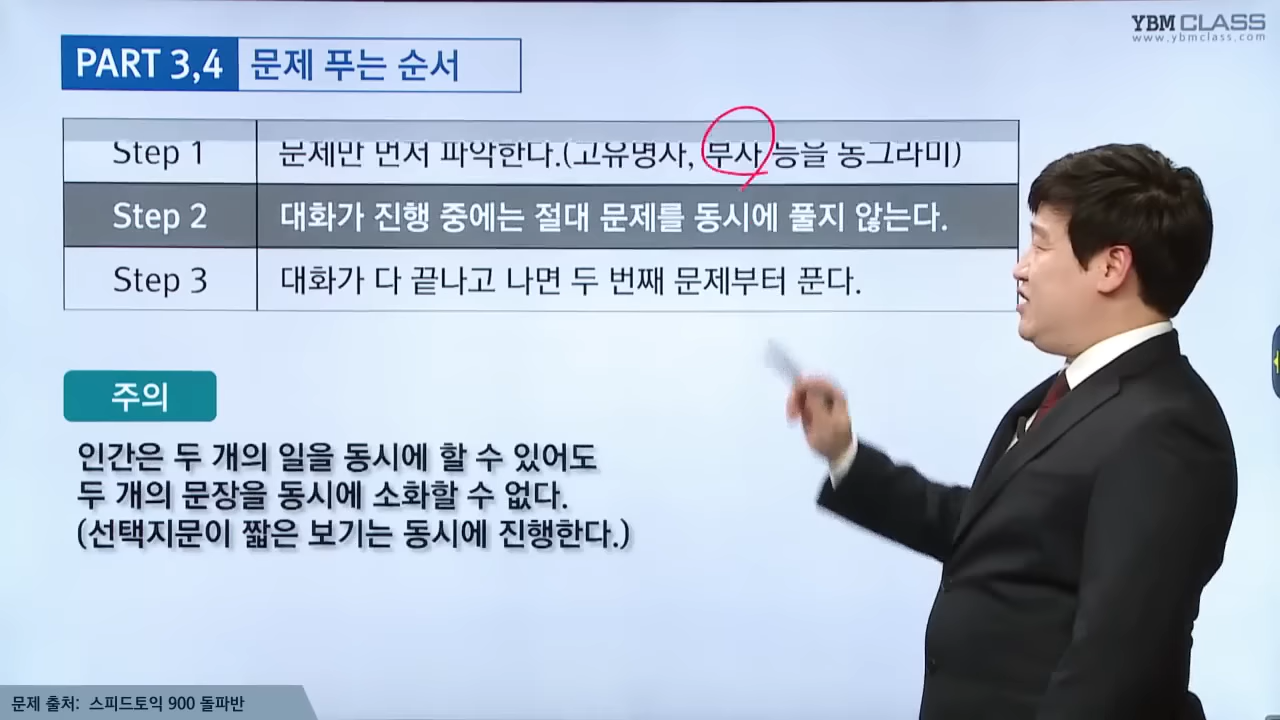 YBM CLASS
www.ybmclass.com
PART 3,4 문제 푸는 순서
Step 1 문제만 먼저 파악한다.(고유명사, 부사 등을 동그라미)
Step 2 대화가 진행 중에는 절대 문제를 동시에 풀지 않는다.
Step 3 대화가 다 끝나고 나면 두 번째 문제부터 푼다.
주의
인간은 두 개의 일을 동시에 할 수 있어도
두 개의 문장을 동시에 소화할 수 없다.
(선택지문이 짧은 보기는 동시에 진행한다.)
문제 출처: 스피드토익 900 돌파반